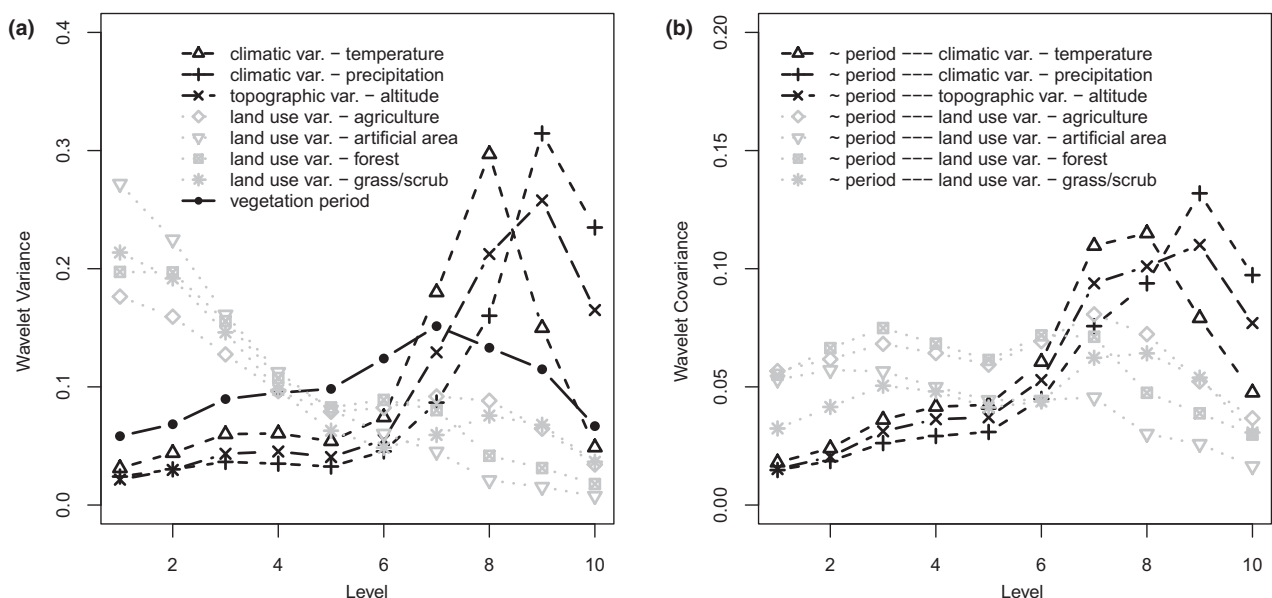 (a)
0.4
0.3
0.2
0.1
0.0
Wavelet Variance
climatic var. − temperature
climatic var. − precipitation
topographic var. − altitude
land use var. − agriculture
land use var. − artificial area
land use var. − forest
land use var. − grass/scrub
vegetation period
2 4 6 8 10
Level
(b)
0.20
0.15
0.10
0.05
0.00
Wavelet Covariance
~ period −−− climatic var. − temperature
~ period −−− climatic var. − precipitation
~ period −−− topographic var. − altitude
~ period −−− land use var. − agriculture
~ period −−− land use var. − artificial area
~ period −−− land use var. − forest
~ period −−− land use var. − grass/scrub
2 4 6 8 10
Level